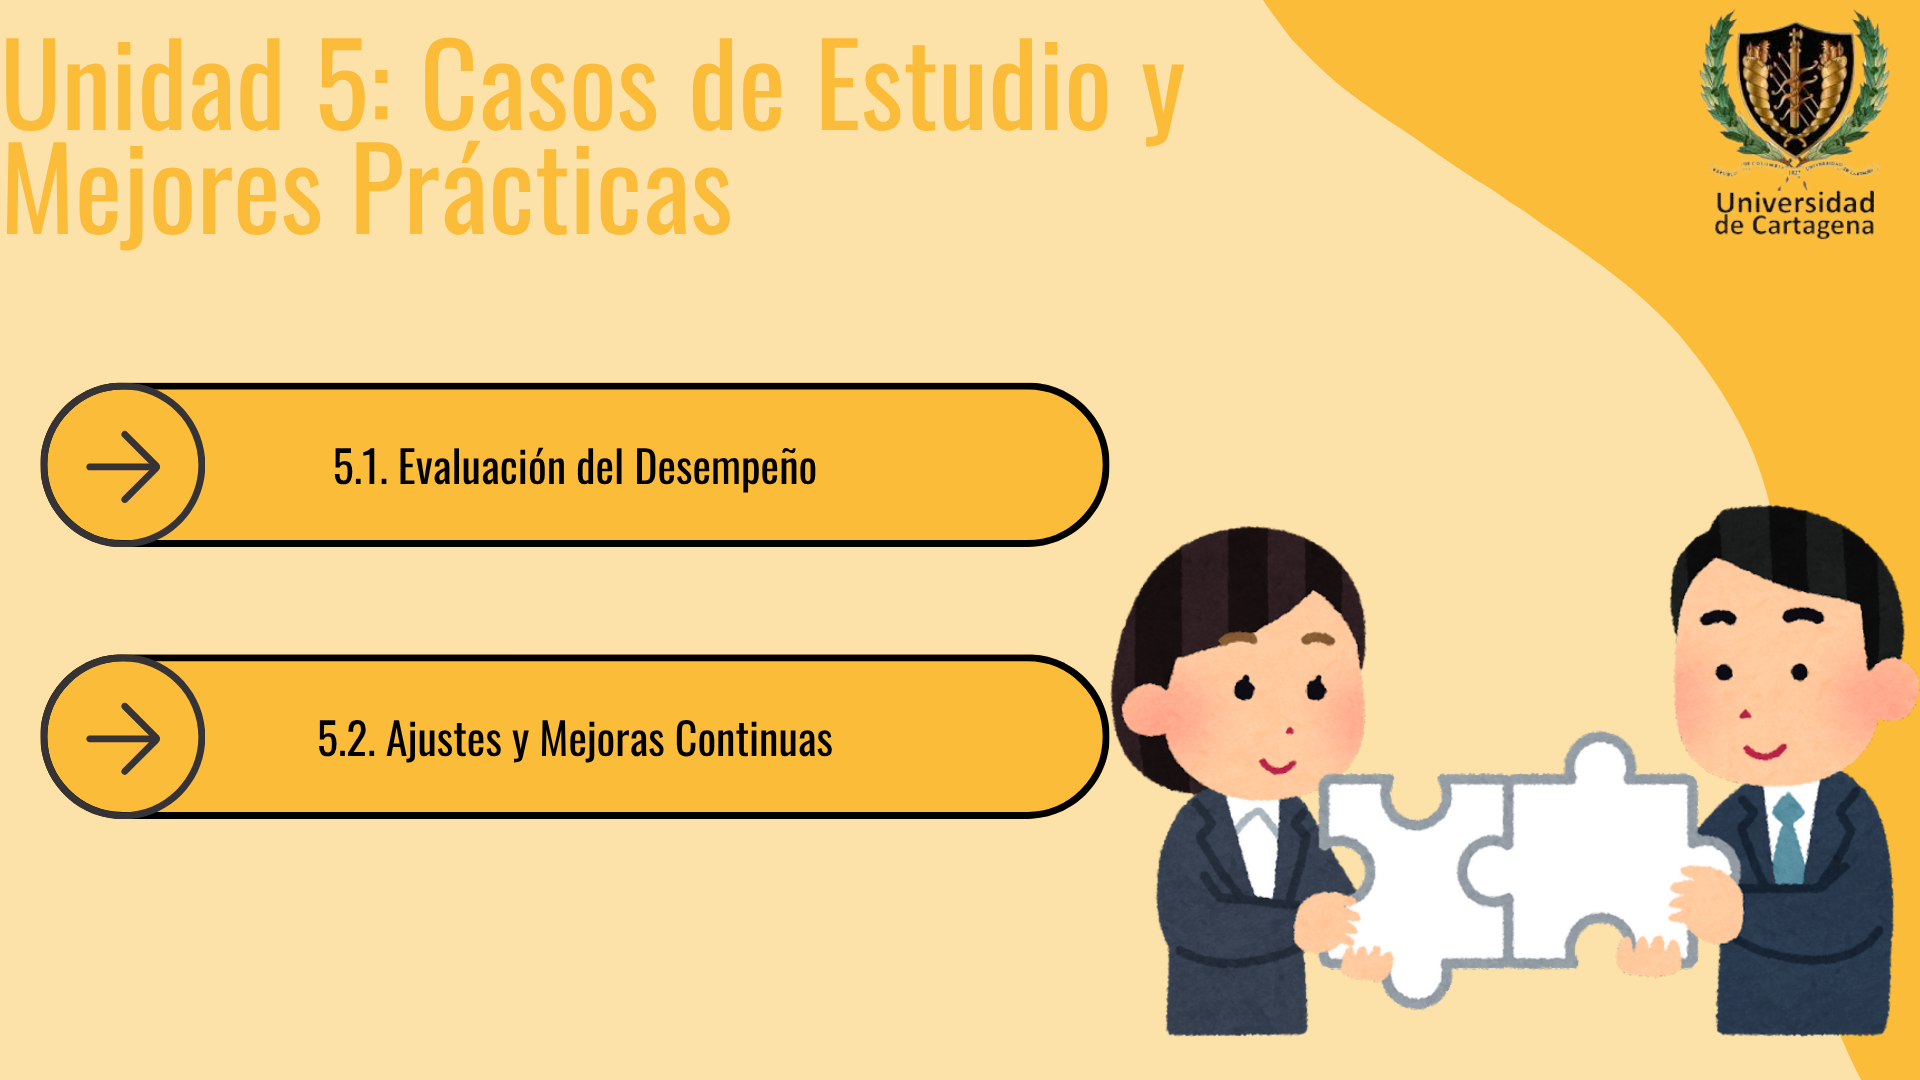 Unidad 5: Casos de Estudio y
Mejores Prácticas
Universidad
de Cartagena
5.1. Evaluación del Desempeño
5.2. Ajustes y Mejoras Continuas